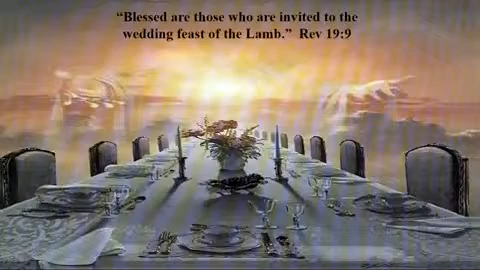 “Blessed are those who are invited to the
wedding feast of the Lamb.” Rev 19:9